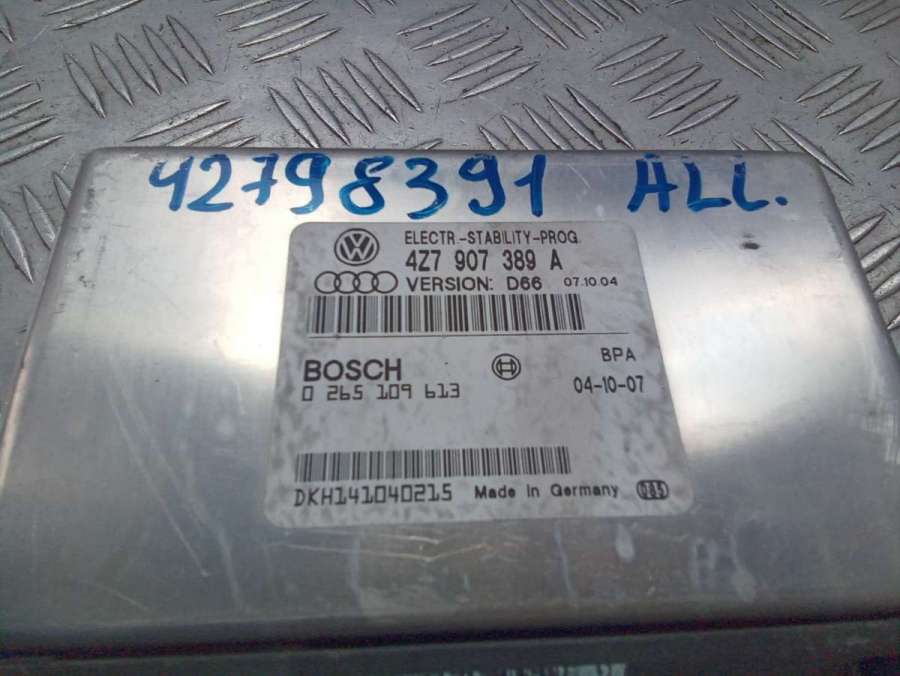 42798391 ALL.
ELECTR.-STABILITY-PROG.
4Z7 907 389 A
VERSION: D66 07.10.04
BOSCH
BPA
0 265 109 613
04-10-07
DKH141040215 Made in Germany 085